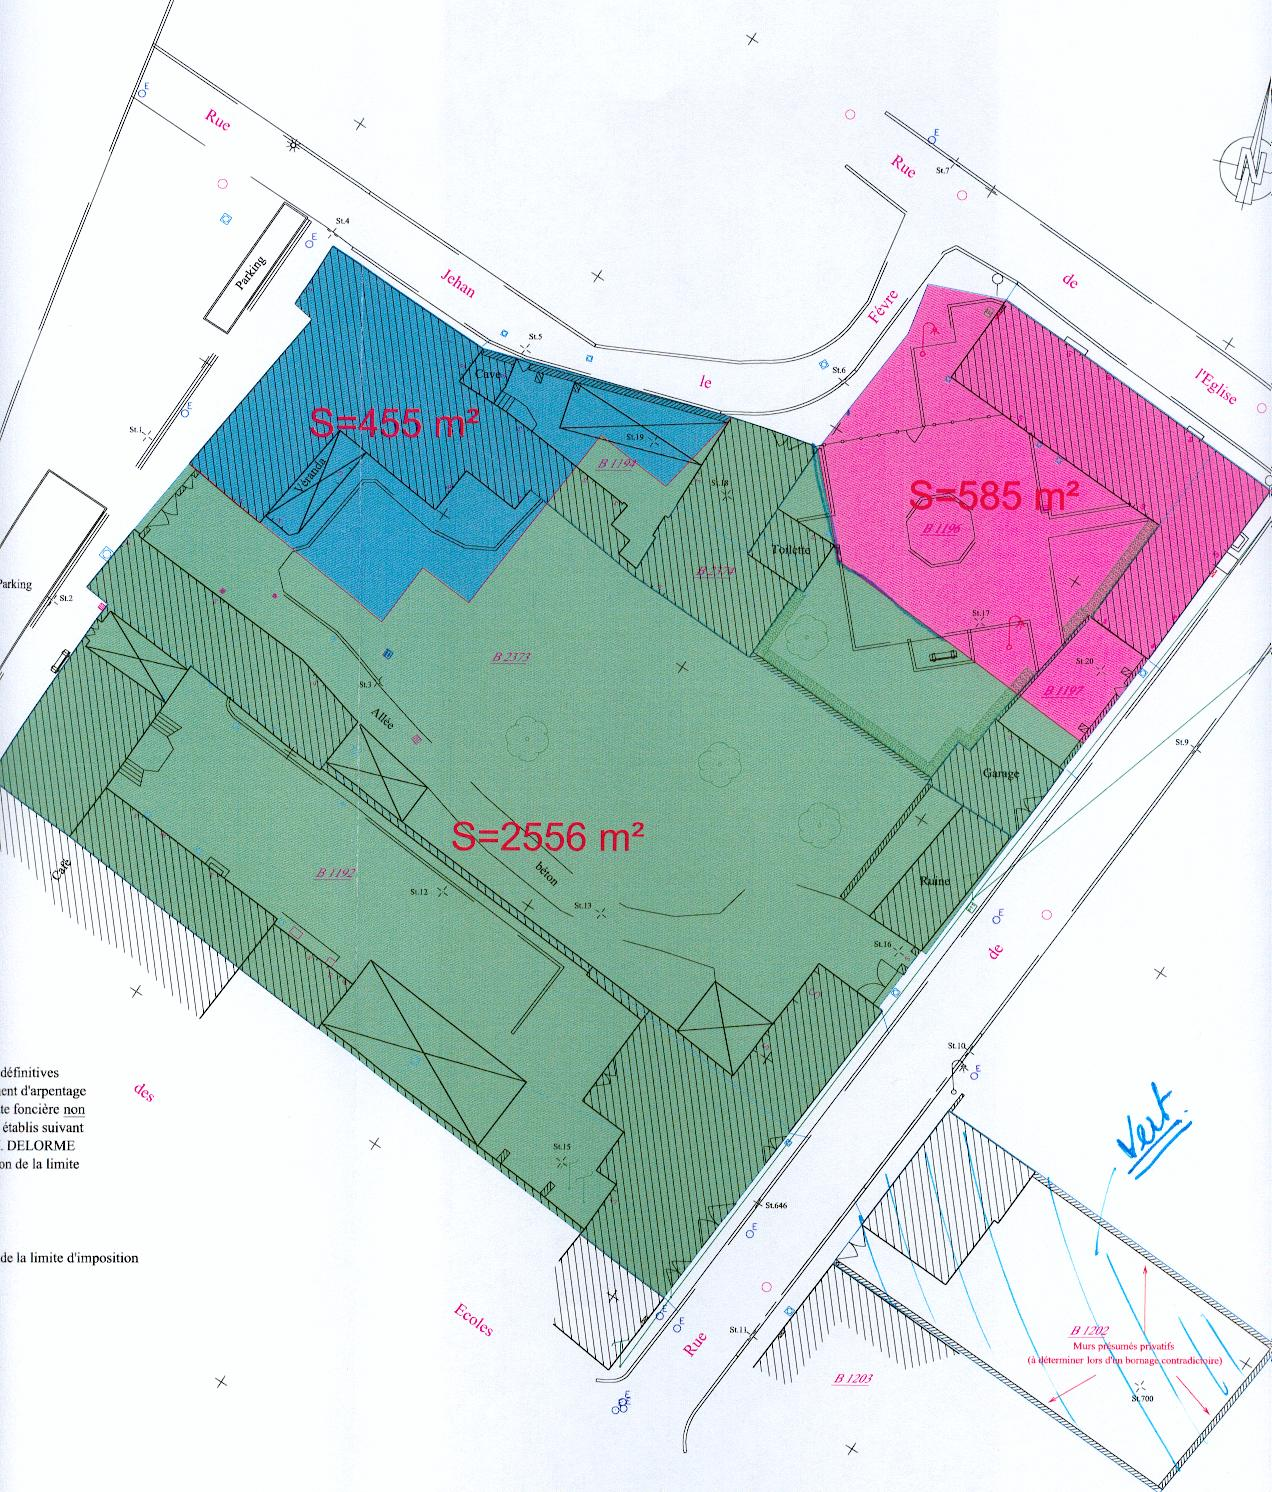 Rue
E
E
Rue
St.7
N
St.4
E
Parking
Jehan
de
Févre
St.5
le
St.6
l'Eglise
Cave
E
St.1
S=455 m²
St.19
B 1194
Véranda
St.18
S=585 m²
B 1196
Toilette
Parking
B 2374
St.2
St.17
B 2373
St.20
B 1197
St.3
Allée
St.9
Garage
S=2556 m²
Café
B 1192
béton
Ruine
St.12
St.13
E
St.16
de
définitives
ent d'arpentage
te foncière non
établis suivant
. DELORME
on de la limite
des
St.10
E
Vert
St.15
St.646
E
de la limite d'imposition
Ecoles
E
E
Rue
St.11
B 1202
Murs présumés privatifs
(à déterminer lors d'un bornage contradictoire)
B 1203
St.700
E
E
E